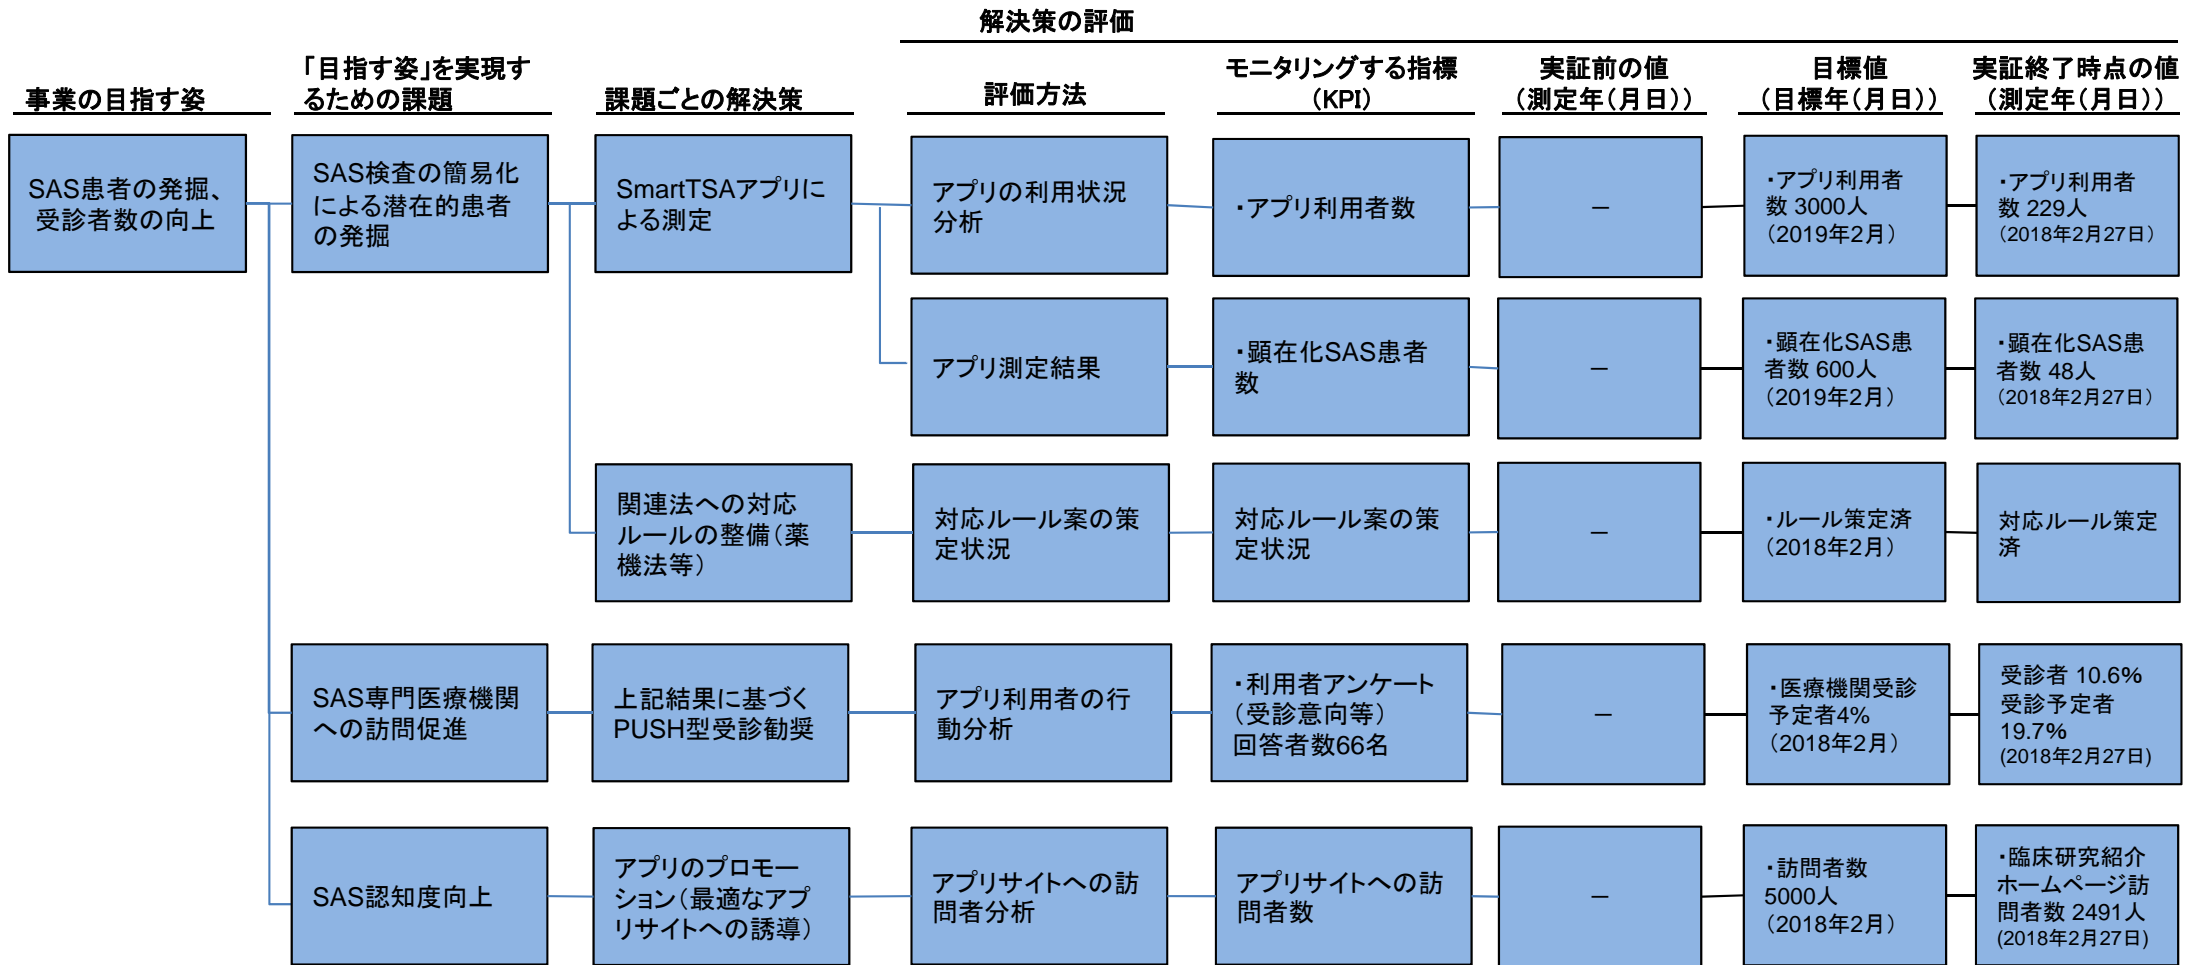 解決策の評価
事業の目指す姿
「目指す姿」を実現す
るための課題
課題ごとの解決策
評価方法
モニタリングする指標
（KPI）
実証前の値
（測定年（月日））
目標値
（目標年（月日））
実証終了時点の値
（測定年（月日））
SAS患者の発掘、
受診者数の向上
SAS検査の簡易化
による潜在的患者
の発掘
SmartTSAアプリに
よる測定
アプリの利用状況
分析
・アプリ利用者数
－
・アプリ利用者
数 3000人
（2019年2月）
・アプリ利用者
数 229人
（2018年2月27日）
アプリ測定結果
・顕在化SAS患者
数
－
・顕在化SAS患
者数 600人
（2019年2月）
・顕在化SAS患
者数 48人
（2018年2月27日）
関連法への対応
ルールの整備（薬
機法等）
対応ルール案の策
定状況
対応ルール案の策
定状況
－
・ルール策定済
（2018年2月）
対応ルール策定
済
SAS専門医療機関
への訪問促進
上記結果に基づく
PUSH型受診勧奨
アプリ利用者の行
動分析
・利用者アンケート
（受診意向等）
回答者数66名
－
・医療機関受診
予定者4%
（2018年2月）
受診者 10.6%
受診予定者
19.7%
(2018年2月27日)
SAS認知度向上
アプリのプロモー
ション（最適なアプ
リサイトへの誘導）
アプリサイトへの訪
問者分析
アプリサイトへの訪
問者数
－
・訪問者数
5000人
（2018年2月）
・臨床研究紹介
ホームページ訪
問者数 2491人
(2018年2月27日)